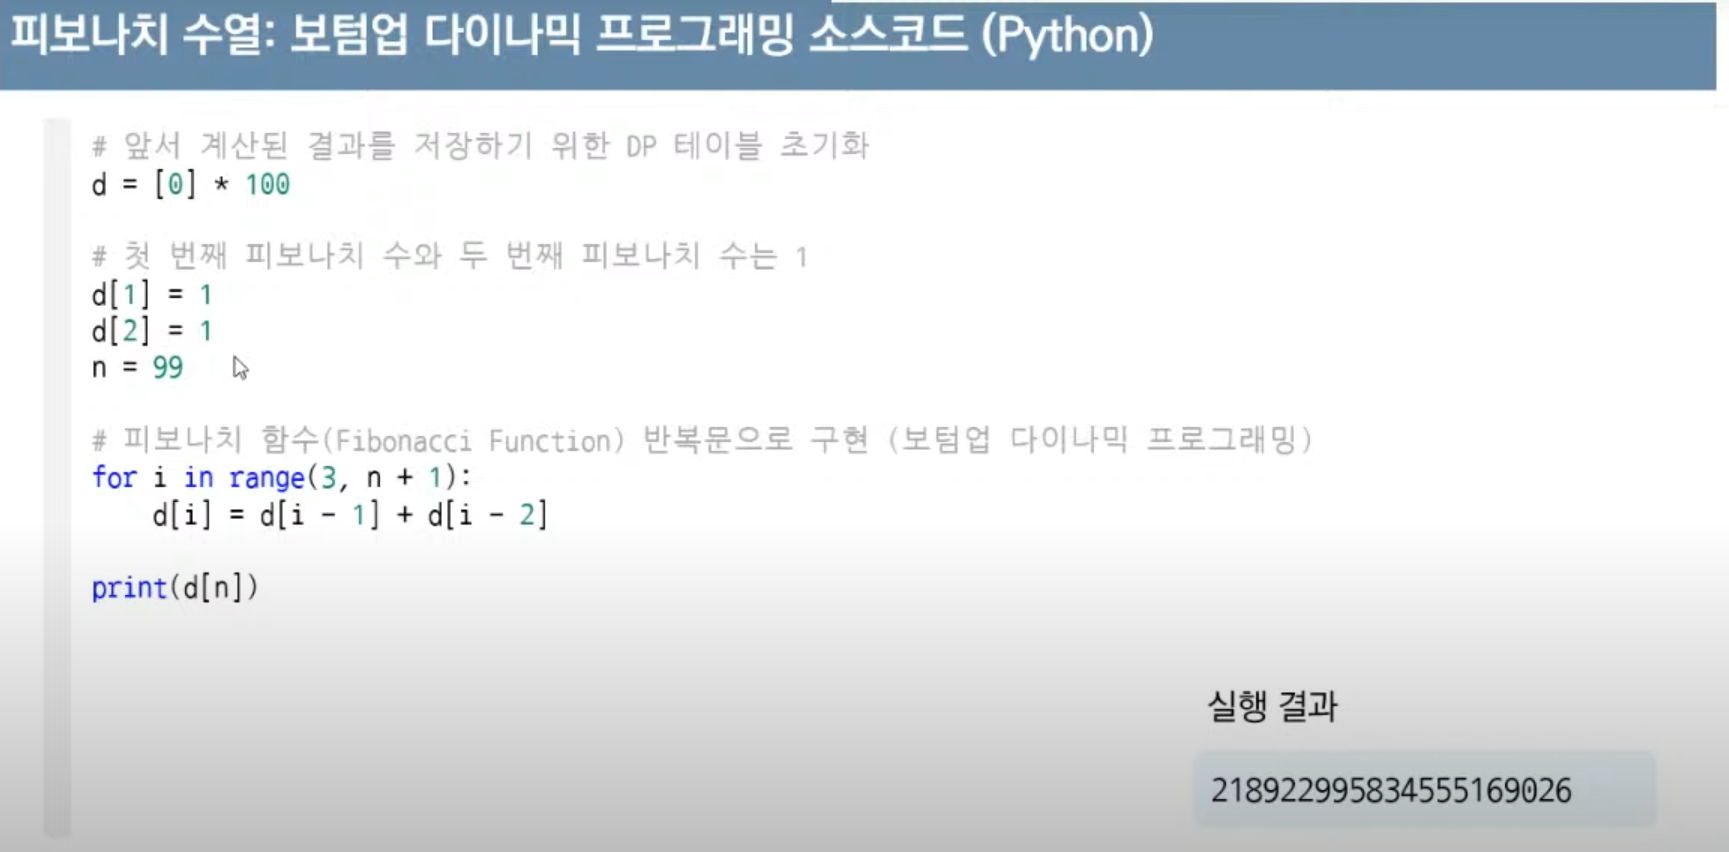 피보나치 수열: 보텀업 다이나믹 프로그래밍 소스코드 (Python)
# 앞서 계산된 결과를 저장하기 위한 DP 테이블 초기화
d = [0] * 100
# 첫 번째 피보나치 수와 두 번째 피보나치 수는 1
d[1] = 1
d[2] = 1
n = 99
# 피보나치 함수(Fibonacci Function) 반복문으로 구현 (보텀업 다이나믹 프로그래밍)
for i in range(3, n + 1):
    d[i] = d[i - 1] + d[i - 2]
print(d[n])
실행 결과
218922995834555169026